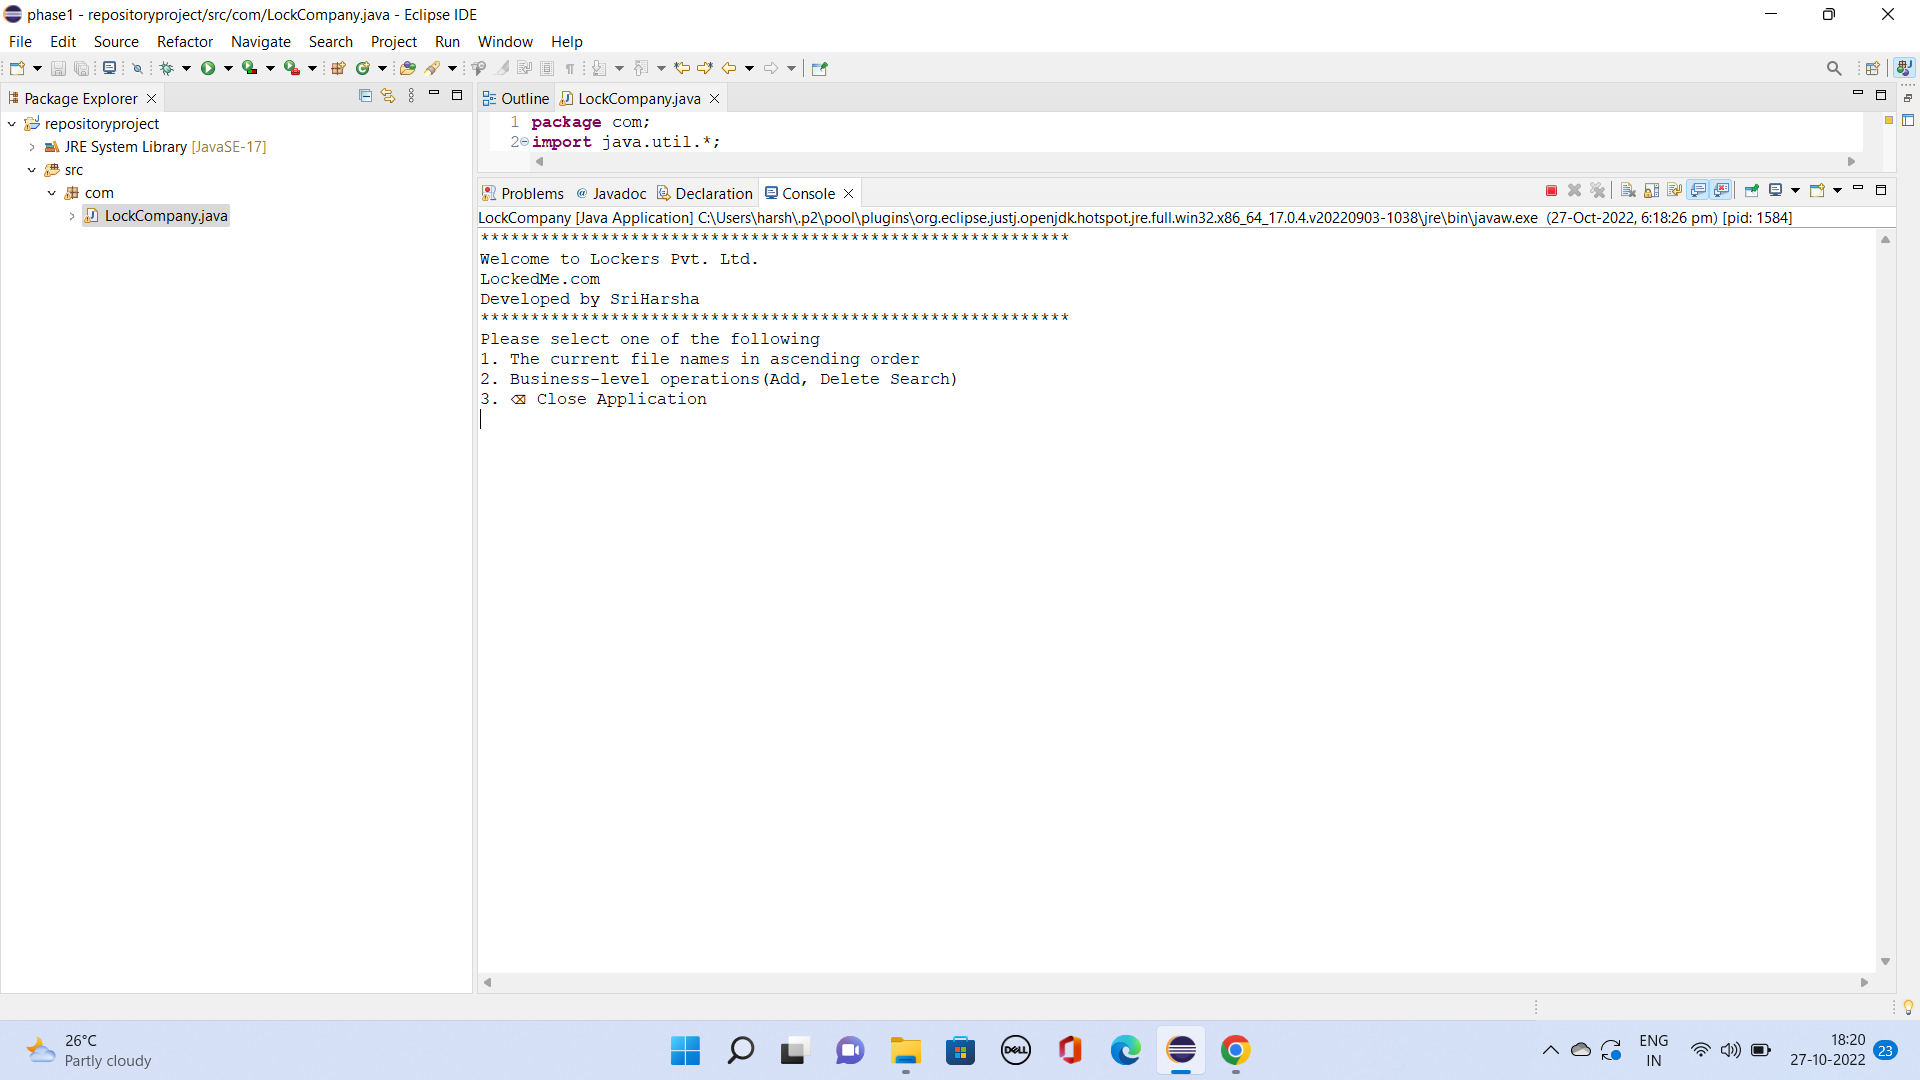 phase1 - repositoryproject/src/com/LockCompany.java - Eclipse IDE
File Edit Source Refactor Navigate Search Project Run Window Help
Package Explorer
repositoryproject
JRE System Library [JavaSE-17]
src
com
LockCompany.java
Outline LockCompany.java
1 package com;
2 import java.util.*;
Problems Javadoc Declaration Console
LockCompany [Java Application] C:\Users\harsh\.p2\pool\plugins\org.eclipse.justj.openjdk.hotspot.jre.full.win32.x86_64_17.0.4.v20220903-1038\jre\bin\javaw.exe (27-Oct-2022, 6:18:26 pm) [pid: 1584]
***********************************************************
Welcome to Lockers Pvt. Ltd.
LockedMe.com
Developed by SriHarsha
***********************************************************
Please select one of the following
1. The current file names in ascending order
2. Business-level operations(Add, Delete Search)
3. ⌫ Close Application
26°C
Partly cloudy
DELL
ENG
IN
18:20
27-10-2022
23